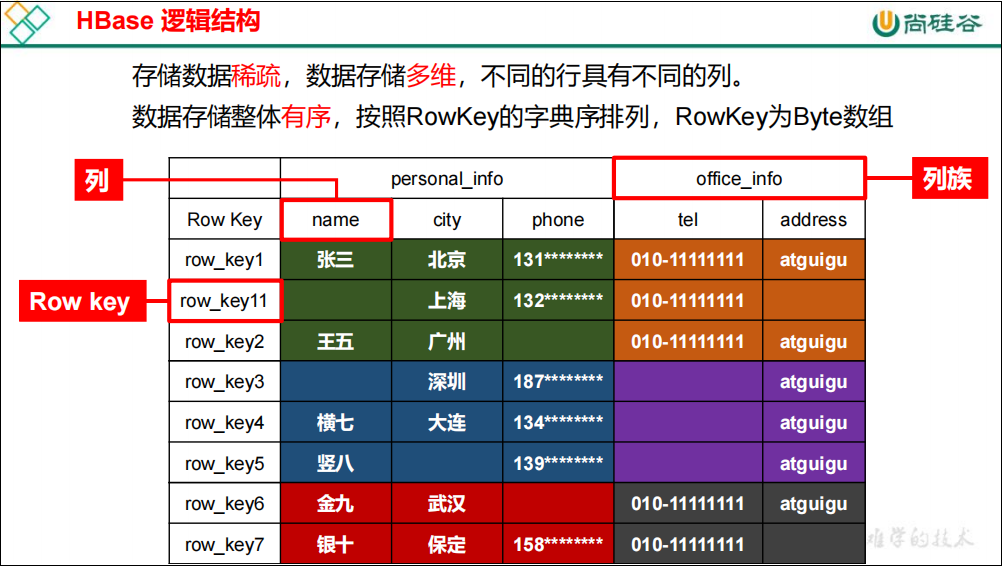 HBase 逻辑结构
尚硅谷
存储数据稀疏，数据存储多维，不同的行具有不同的列。
数据存储整体有序，按照RowKey的字典序排列，RowKey为Byte数组
列 personal_info office_info 列族
Row Key name city phone tel address
row_key1 张三 北京 131******** 010-11111111 atguigu
Row key row_key11 上海 132******** 010-11111111
row_key2 王五 广州 010-11111111 atguigu
row_key3 深圳 187******** atguigu
row_key4 横七 大连 134******** atguigu
row_key5 竖八 139******** atguigu
row_key6 金九 武汉 010-11111111 atguigu
row_key7 银十 保定 158******** 010-11111111
难学的技术